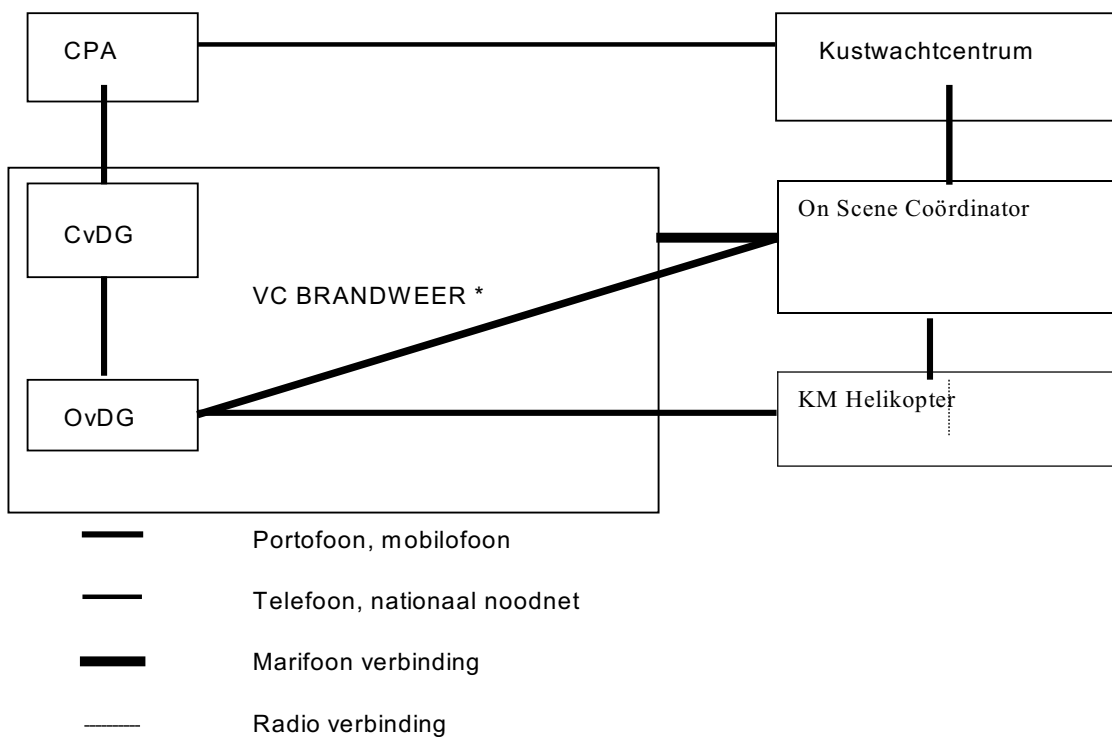 CPA
Kustwachtcentrum
CvDG
On Scene Coördinator
VC BRANDWEER *
OvDG
KM Helikopter
Portofoon, mobilofoon
Telefoon, nationaal noodnet
Marifoon verbinding
Radio verbinding